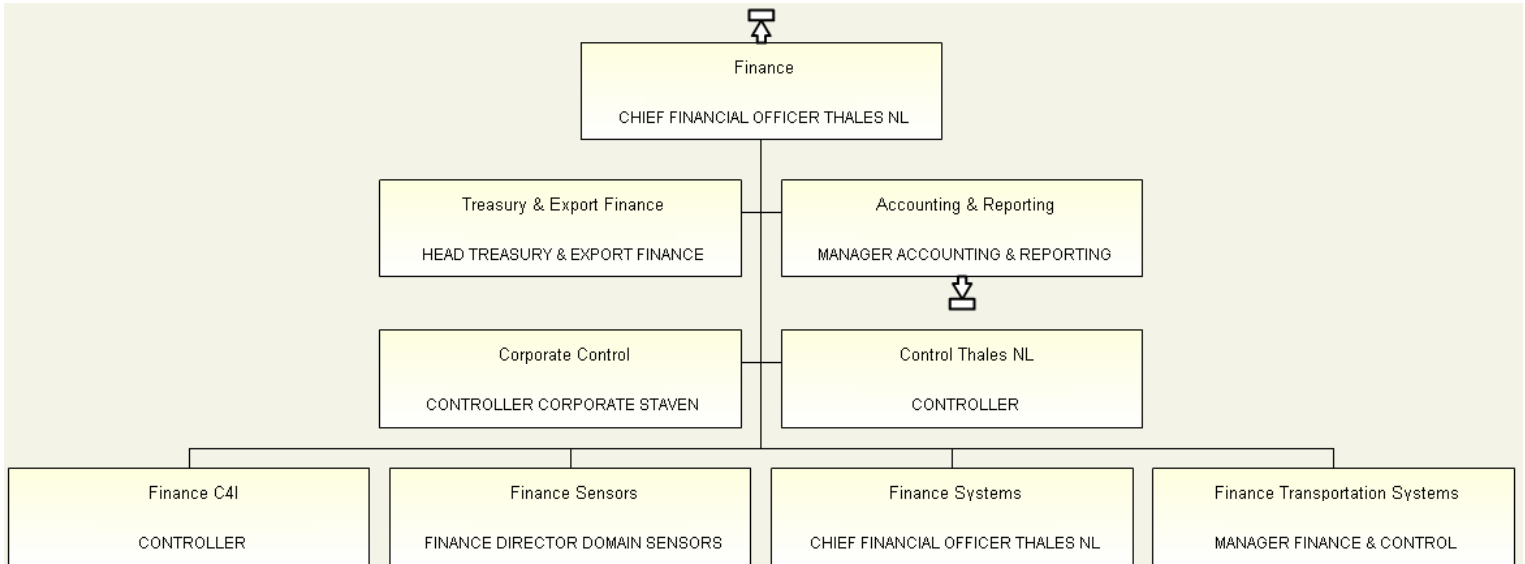 Finance
CHIEF FINANCIAL OFFICER THALES NL
Treasury & Export Finance
HEAD TREASURY & EXPORT FINANCE
Accounting & Reporting
MANAGER ACCOUNTING & REPORTING
Corporate Control
CONTROLLER CORPORATE STAVEN
Control Thales NL
CONTROLLER
Finance C4I
CONTROLLER
Finance Sensors
FINANCE DIRECTOR DOMAIN SENSORS
Finance Systems
CHIEF FINANCIAL OFFICER THALES NL
Finance Transportation Systems
MANAGER FINANCE & CONTROL